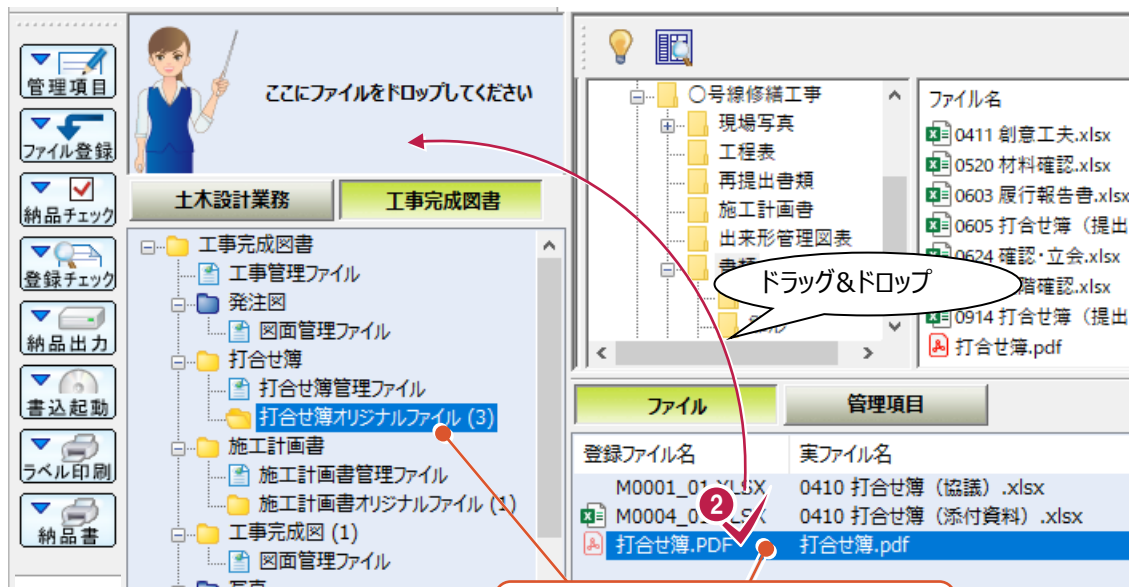 管理項目
ファイル登録
納品チェック
登録チェック
納品出力
書込起動
ラベル印刷
納品書
ここにファイルをドロップしてください
土木設計業務
工事完成図書
工事完成図書
工事管理ファイル
発注図
図面管理ファイル
打合せ簿
打合せ簿管理ファイル
打合せ簿オリジナルファイル (3)
施工計画書
施工計画書管理ファイル
施工計画書オリジナルファイル (1)
工事完成図 (1)
図面管理ファイル
〇号線修繕工事
現場写真
工程表
再提出書類
施工計画書
出来形管理図表
ドラッグ&ドロップ
ファイル名
0411 創意工夫.xlsx
0520 材料確認.xlsx
0603 履行報告書.xlsx
0605 打合せ簿（提出
0624 確認・立会.xlsx
階確認.xlsx
0914 打合せ簿（提出
打合せ簿.pdf
ファイル
管理項目
登録ファイル名 実ファイル名
M0001_01.XLSX 0410 打合せ簿（協議）.xlsx
M0004_01.XLSX 0410 打合せ簿（添付資料）.xlsx
打合せ簿.PDF 打合せ簿.pdf
2